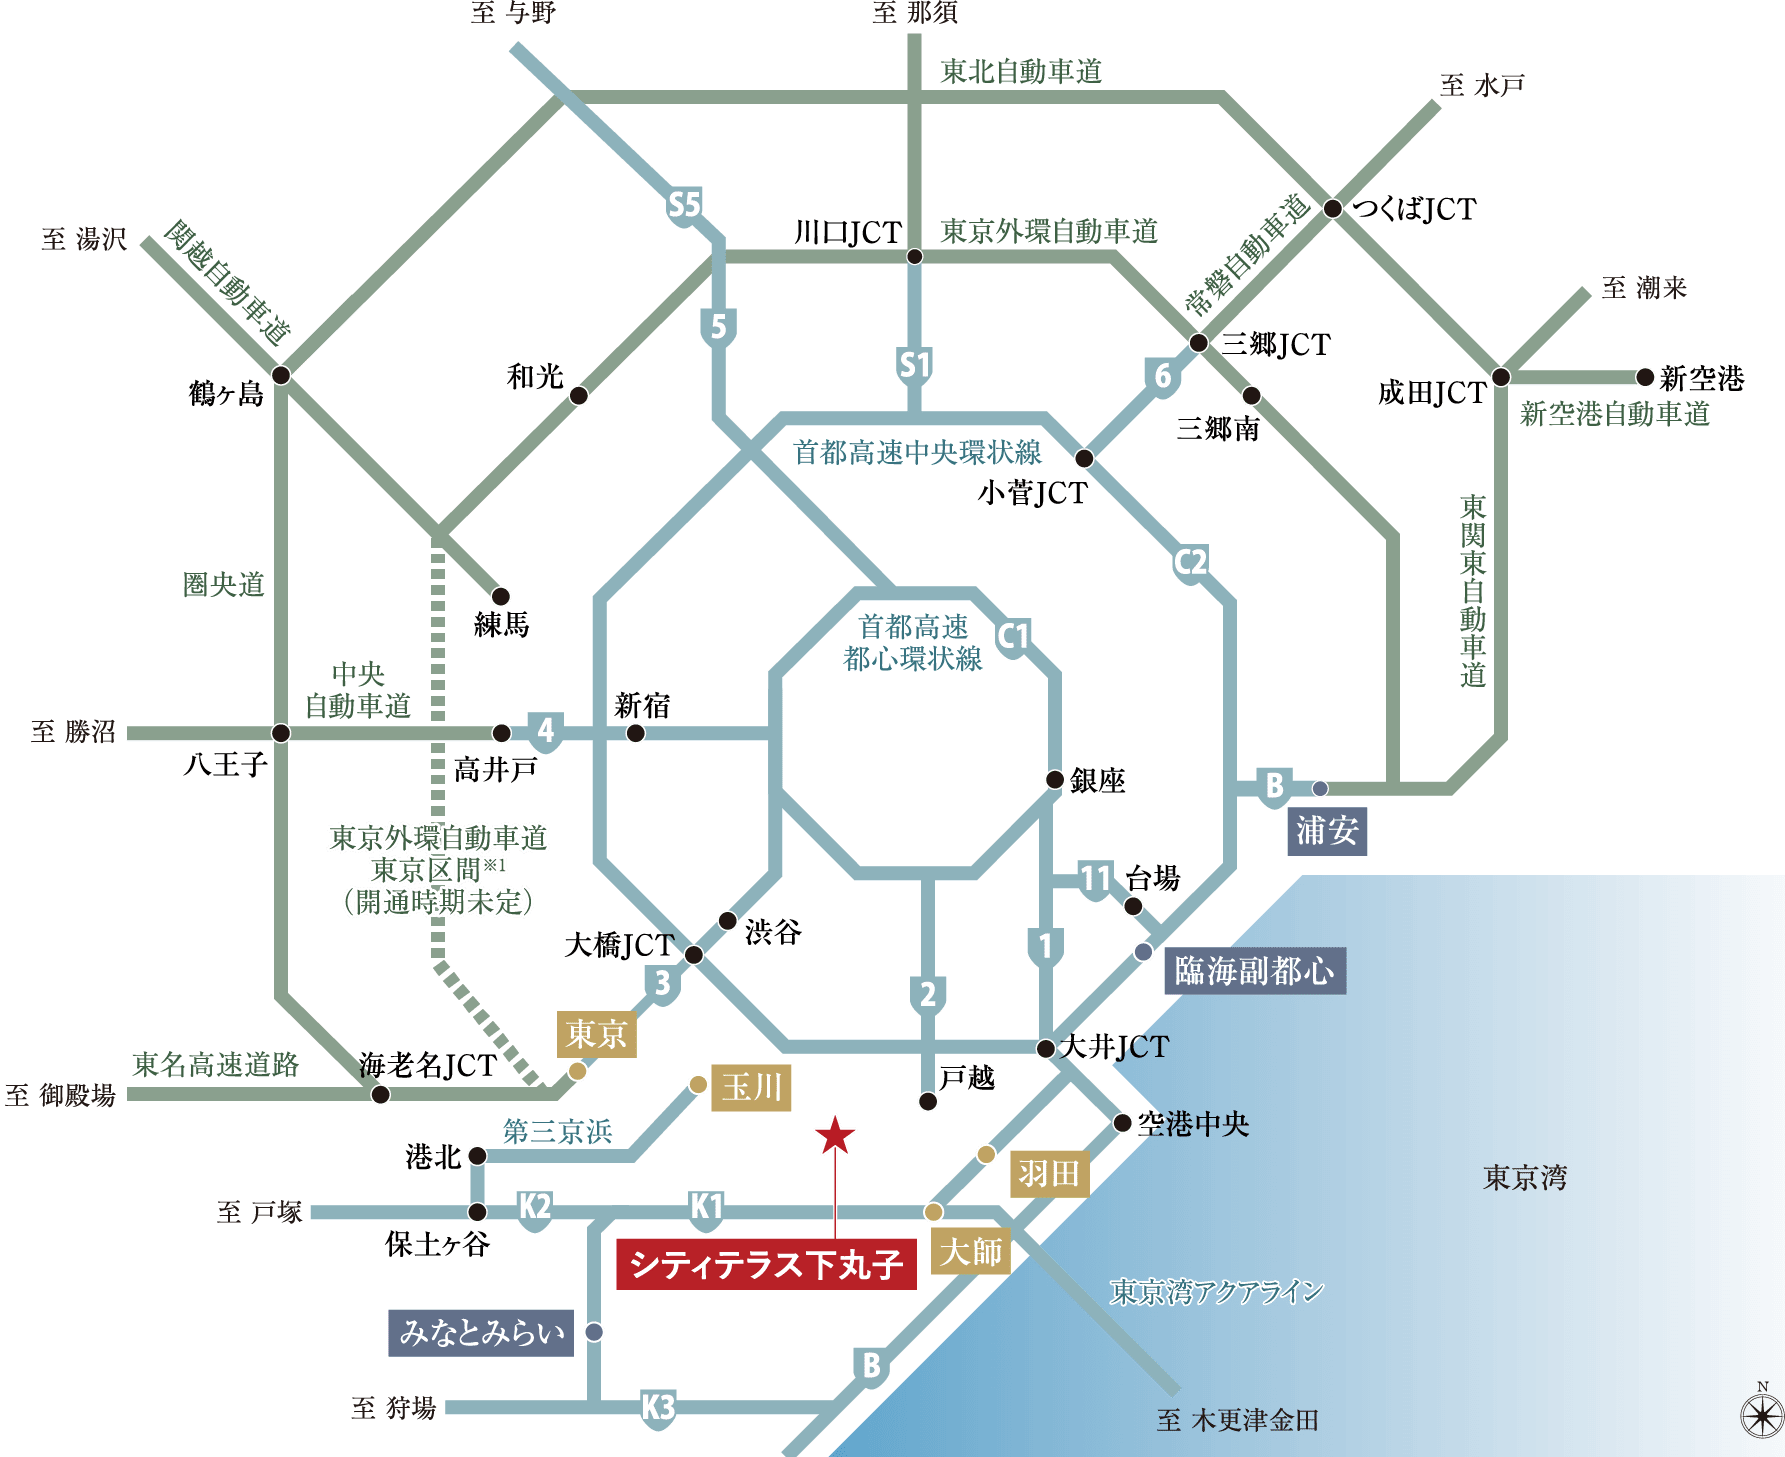 至 与野
至 那須
東北自動車道
至 水戸
S5
つくばJCT
至 湯沢
関越自動車道
川口JCT
東京外環自動車道
常磐自動車道
至 潮来
5
S1
6
三郷JCT
鶴ヶ島
和光
成田JCT
新空港
新空港自動車道
三郷南
首都高速中央環状線
小菅JCT
C2
東関東自動車道
圏央道
練馬
首都高速
都心環状線
C1
中央
自動車道
至 勝沼
八王子
高井戸
4
新宿
銀座
B
浦安
東京外環自動車道
東京区間※1
（開通時期未定）
11
台場
大橋JCT
渋谷
3
2
1
臨海副都心
東京
東名高速道路
海老名JCT
至 御殿場
大井JCT
戸越
玉川
第三京浜
港北
空港中央
羽田
東京湾
至 戸塚
K2
K1
保土ヶ谷
シティテラス下丸子
大師
東京湾アクアライン
みなとみらい
B
至 狩場
K3
至 木更津金田
N